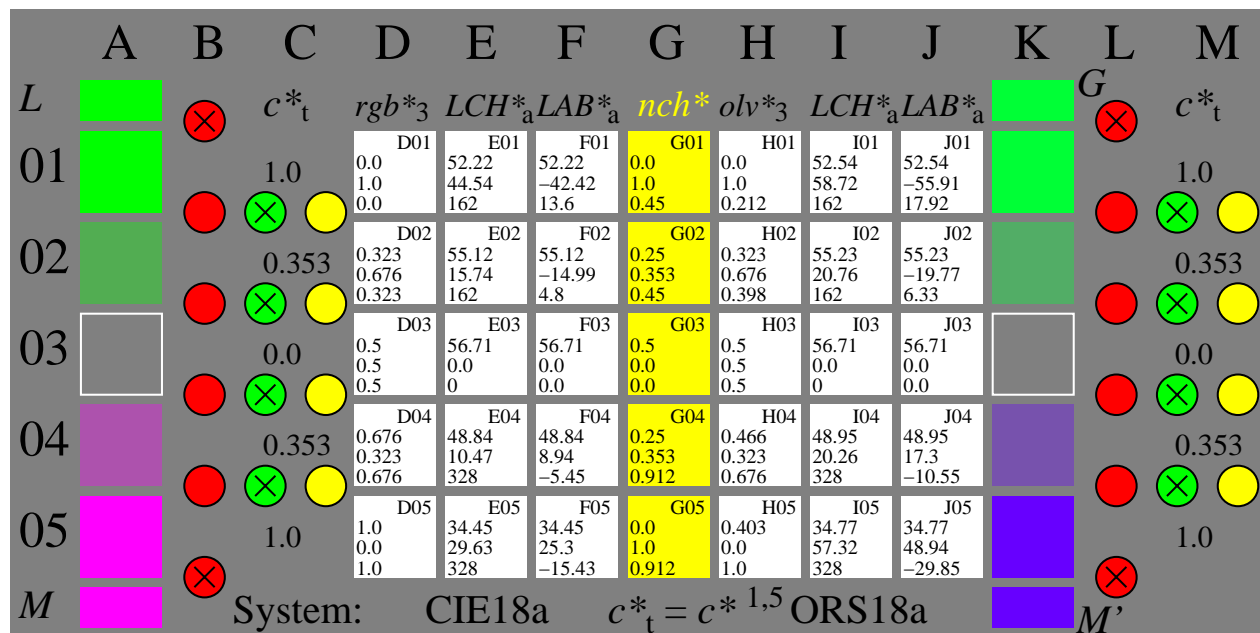 A B C D E F G H I J K L M
L c*t rgb*3 LCH*a LAB*a nch* olv*3 LCH*a LAB*a G c*t
01 1.0 D01 E01 F01 G01 H01 I01 J01 1.0
0.0 52.22 52.22 0.0 0.0 52.54 52.54
1.0 44.54 −42.42 1.0 1.0 58.72 −55.91
0.0 162 13.6 0.45 0.212 162 17.92
02 0.353 D02 E02 F02 G02 H02 I02 J02 0.353
0.323 55.12 55.12 0.25 0.323 55.23 55.23
0.676 15.74 −14.99 0.353 0.676 20.76 −19.77
0.323 162 4.8 0.45 0.398 162 6.33
03 0.0 D03 E03 F03 G03 H03 I03 J03 0.0
0.5 56.71 56.71 0.5 0.5 56.71 56.71
0.5 0.0 0.0 0.0 0.5 0.0 0.0
0.5 0 0.0 0.0 0.5 0 0.0
04 0.353 D04 E04 F04 G04 H04 I04 J04 0.353
0.676 48.84 48.84 0.25 0.466 48.95 48.95
0.323 10.47 8.94 0.353 0.323 20.26 17.3
0.676 328 −5.45 0.912 0.676 328 −10.55
05 1.0 D05 E05 F05 G05 H05 I05 J05 1.0
1.0 34.45 34.45 0.0 0.403 34.77 34.77
0.0 29.63 25.3 1.0 0.0 57.32 48.94
1.0 328 −15.43 0.912 1.0 328 −29.85
M System: CIE18a c*t = c* 1,5 ORS18a M’